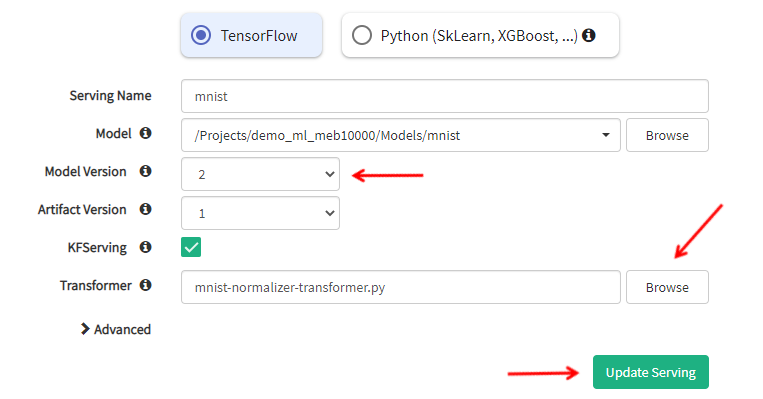 TensorFlow Python (SkLearn, XGBoost, ...)
Serving Name mnist
Model /Projects/demo_ml_meb10000/Models/mnist Browse
Model Version 2
Artifact Version 1
KFServing
Transformer mnist-normalizer-transformer.py Browse
Advanced
Update Serving